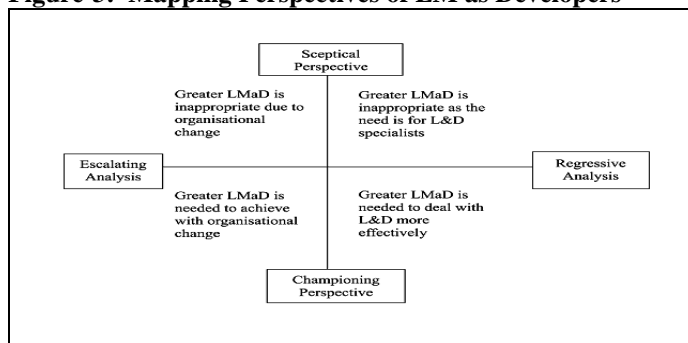 Figure 3: Mapping Perspectives of LM as Developers
Sceptical
Perspective
Greater LMaD is
inappropriate due to
organisational
change
Greater LMaD is
inappropriate as the
need is for L&D
specialists
Escalating
Analysis
Regressive
Analysis
Greater LMaD is
needed to achieve
with organisational
change
Greater LMaD is
needed to deal with
L&D more
effectively
Championing
Perspective